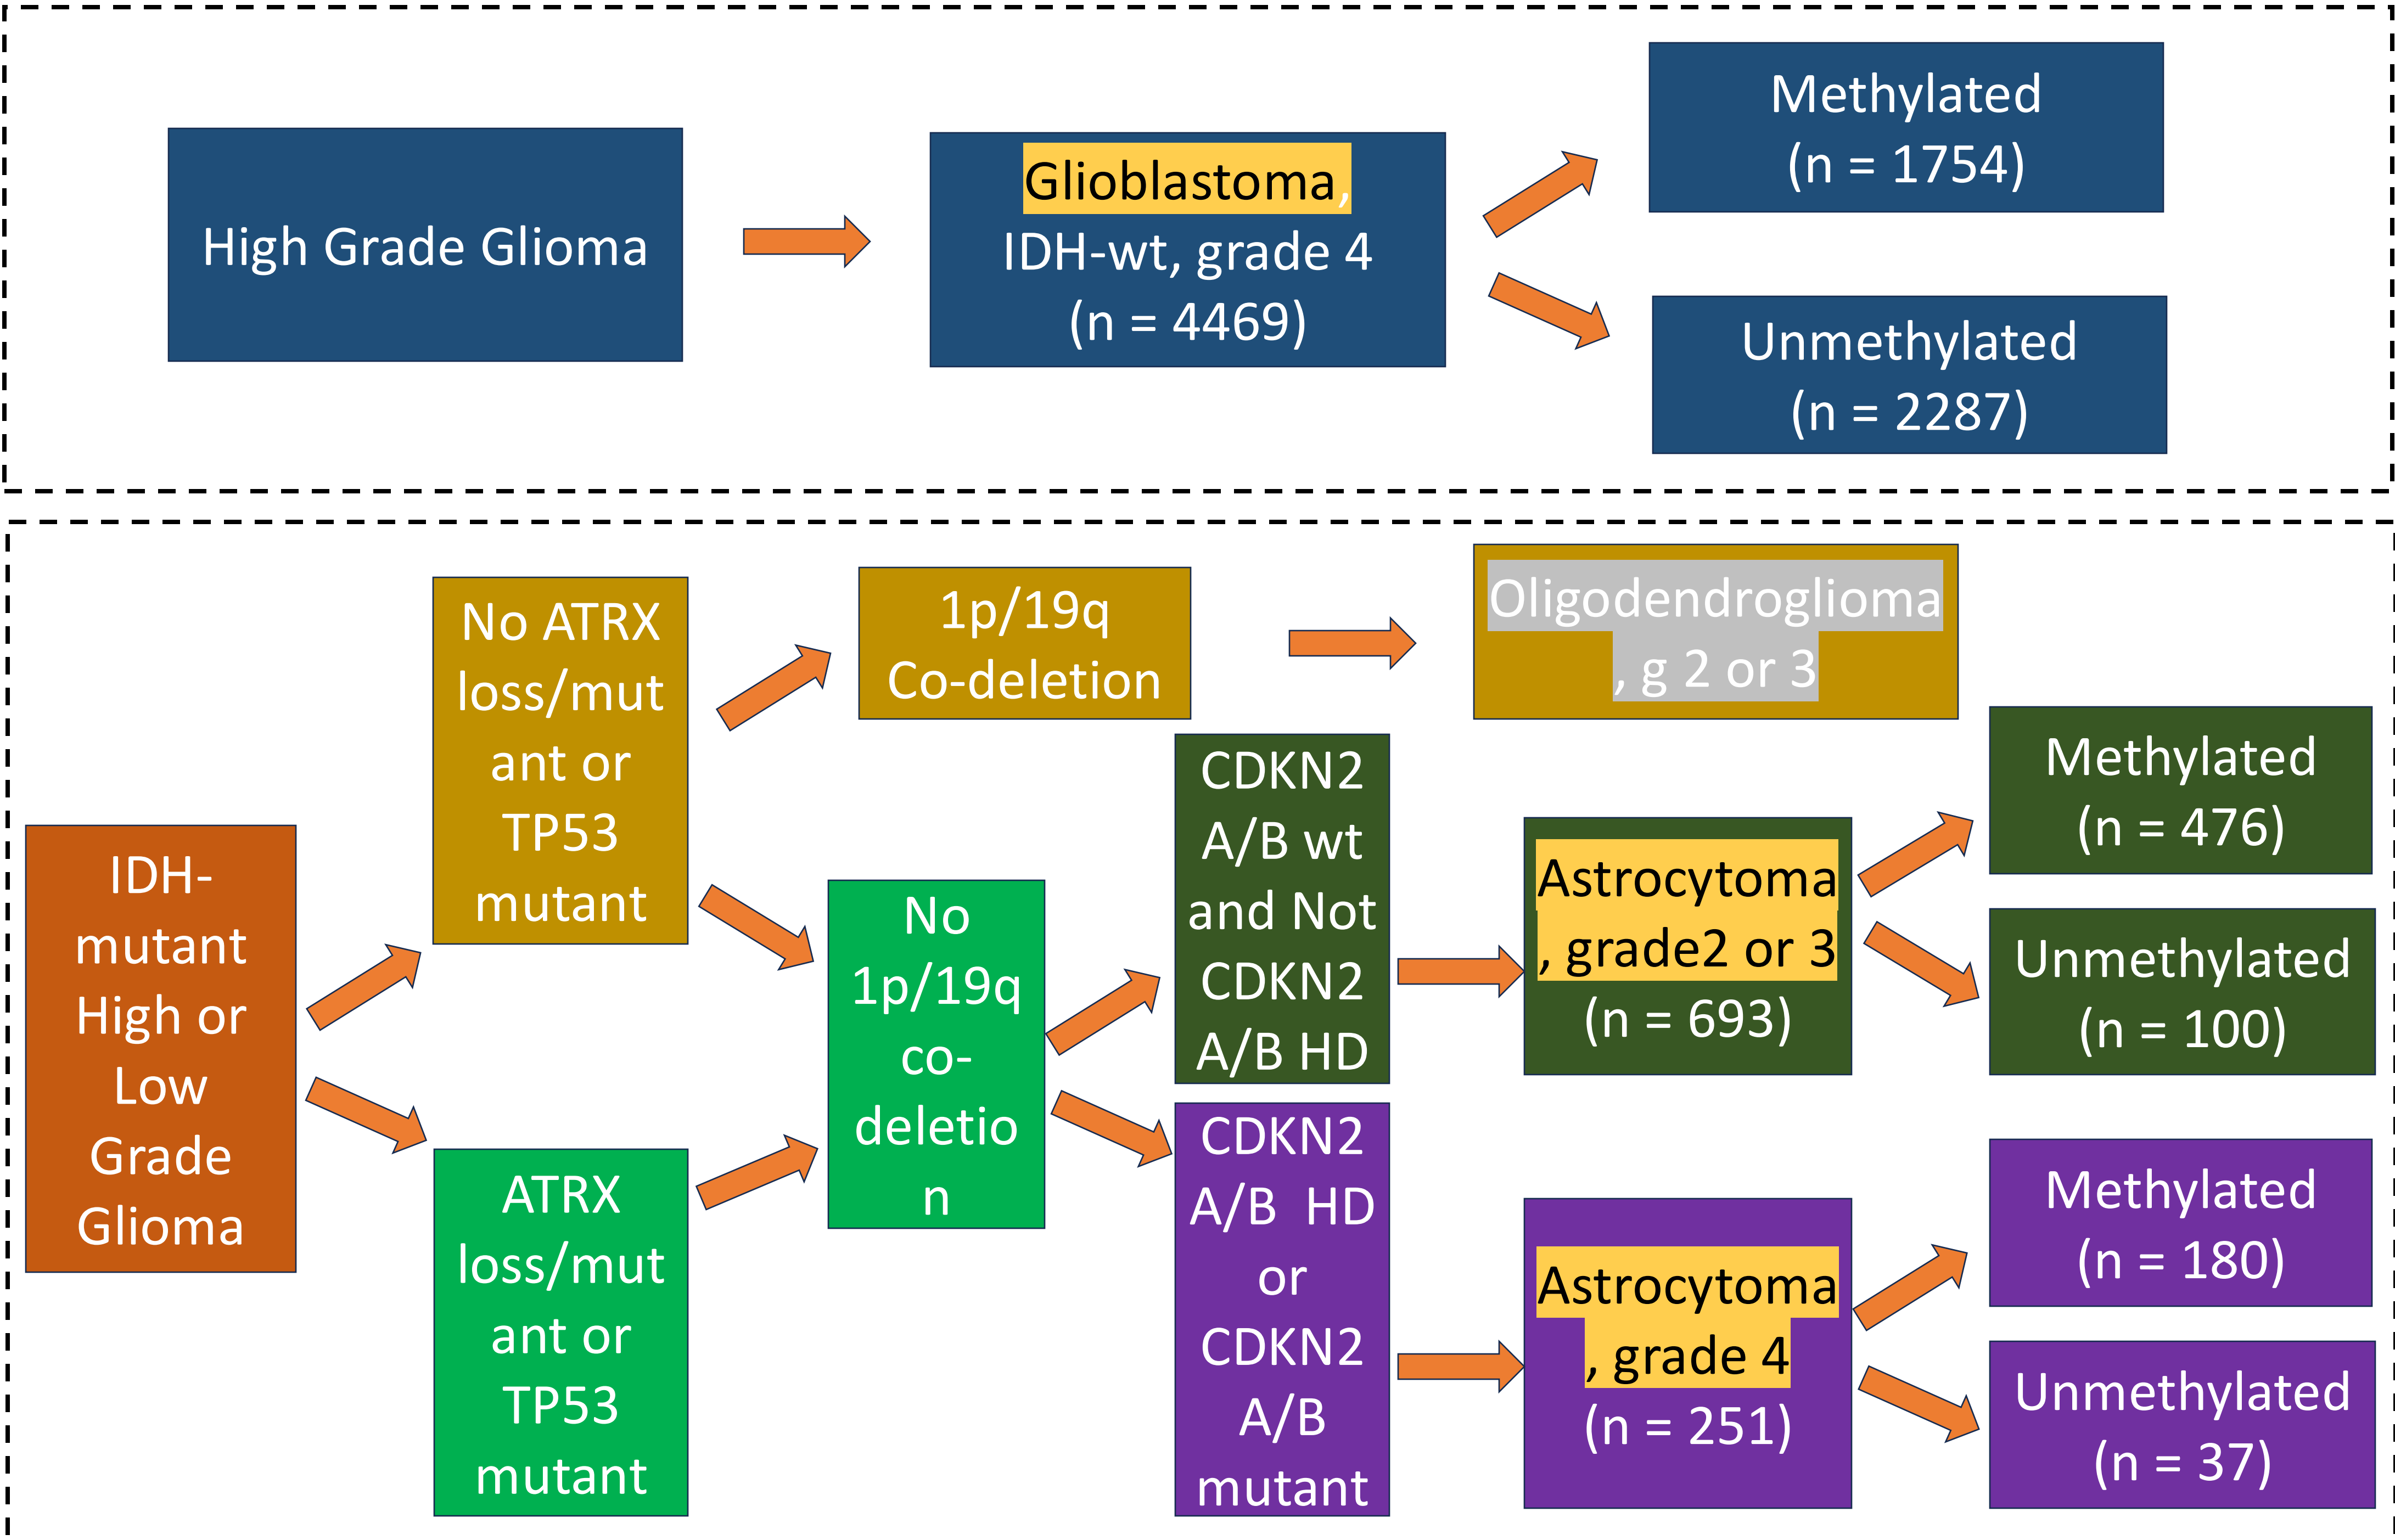 High Grade Glioma
Glioblastoma,
IDH-wt, grade 4
(n = 4469)
Methylated
(n = 1754)
Unmethylated
(n = 2287)
IDH-
mutant
High or
Low
Grade
Glioma
No ATRX
loss/mut
ant or
TP53
mutant
ATRX
loss/mut
ant or
TP53
mutant
1p/19q
Co-deletion
No
1p/19q
co-
deletio
n
Oligodendroglioma
, g 2 or 3
CDKN2
A/B wt
and Not
CDKN2
A/B HD
CDKN2
A/B  HD
or
CDKN2
A/B
mutant
Astrocytoma
, grade2 or 3
(n = 693)
Methylated
(n = 476)
Unmethylated
(n = 100)
Astrocytoma
, grade 4
(n = 251)
Methylated
(n = 180)
Unmethylated
(n = 37)